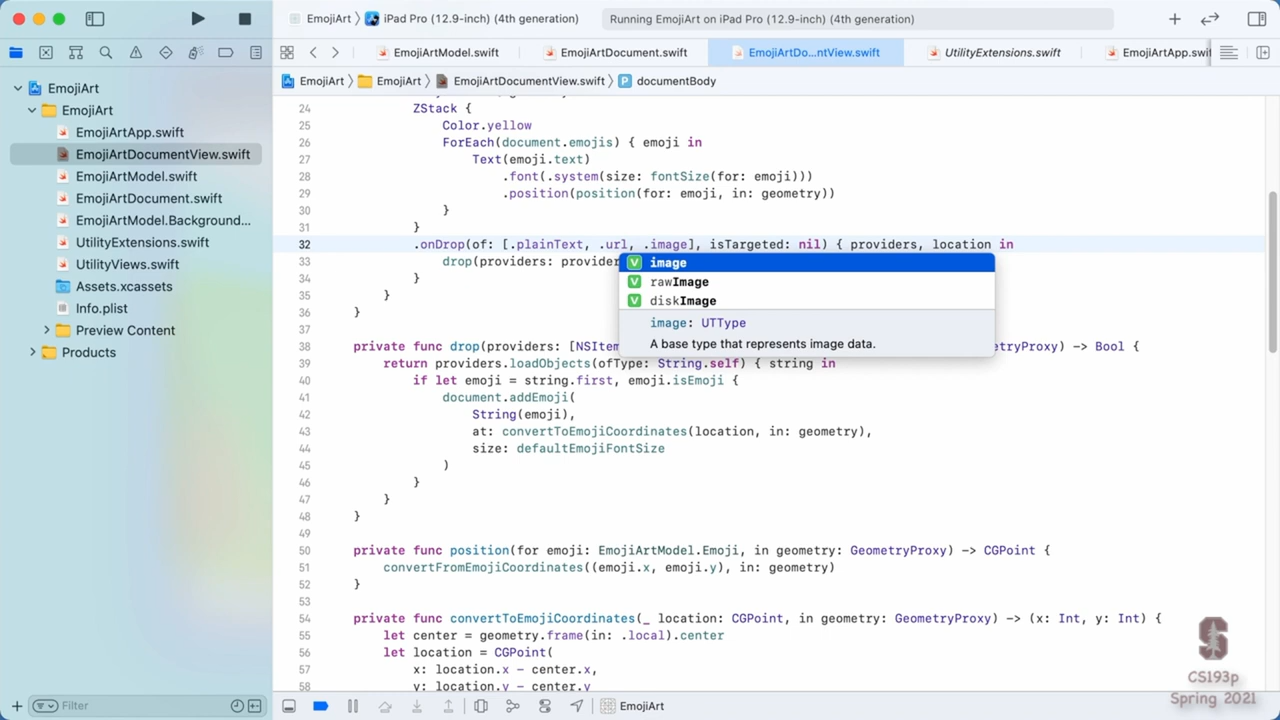 EmojiArt
iPad Pro (12.9-inch) (4th generation)
Running EmojiArt on iPad Pro (12.9-inch) (4th generation)
EmojiArtModel.swift
EmojiArtDocument.swift
EmojiArtDo...ntView.swift
UtilityExtensions.swift
EmojiArtApp.swif
EmojiArt
EmojiArt
EmojiArtDocumentView.swift
documentBody
EmojiArt
EmojiArt
EmojiArtApp.swift
EmojiArtDocumentView.swift
EmojiArtModel.swift
EmojiArtDocument.swift
EmojiArtModel.Background...
UtilityExtensions.swift
UtilityViews.swift
Assets.xcassets
Info.plist
Preview Content
Products
Filter
24 ZStack {
25 Color.yellow
26 ForEach(document.emojis) { emoji in
27 Text(emoji.text)
28 .font(.system(size: fontSize(for: emoji)))
29 .position(position(for: emoji, in: geometry))
30 }
31 }
32 .onDrop(of: [.plainText, .url, .image], isTargeted: nil) { providers, location in
33 drop(providers: provider
34 }
35 }
36 }
37
38 private func drop(providers: [NSItem etryProxy) -> Bool {
39 return providers.loadObjects(ofType: String.self) { string in
40 if let emoji = string.first, emoji.isEmoji {
41 document.addEmoji(
42 String(emoji),
43 at: convertToEmojiCoordinates(location, in: geometry),
44 size: defaultEmojiFontSize
45 )
46 }
47 }
48 }
49
50 private func position(for emoji: EmojiArtModel.Emoji, in geometry: GeometryProxy) -> CGPoint {
51 convertFromEmojiCoordinates((emoji.x, emoji.y), in: geometry)
52 }
53
54 private func convertToEmojiCoordinates(_ location: CGPoint, in geometry: GeometryProxy) -> (x: Int, y: Int) {
55 let center = geometry.frame(in: .local).center
56 let location = CGPoint(
57 x: location.x - center.x,
58 y: location.y - center.y
V image
V rawImage
V diskImage
image: UTType
A base type that represents image data.
EmojiArt
S
CS193p
Spring 2021